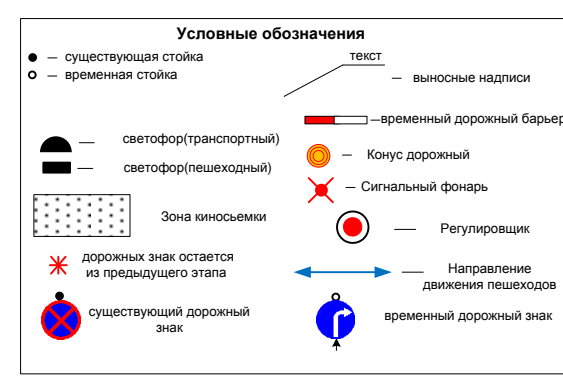 Условные обозначения
— существующая стойка
— временная стойка
текст
— выносные надписи
—временный дорожный барьер
— светофор(транспортный)
— светофор(пешеходный)
— Конус дорожный
— Сигнальный фонарь
Зона киносьемки
— Регулировщик
— дорожных знак остается
из предыдущего этапа
— Направление
движения пешеходов
существующий дорожный
знак
временный дорожный знак